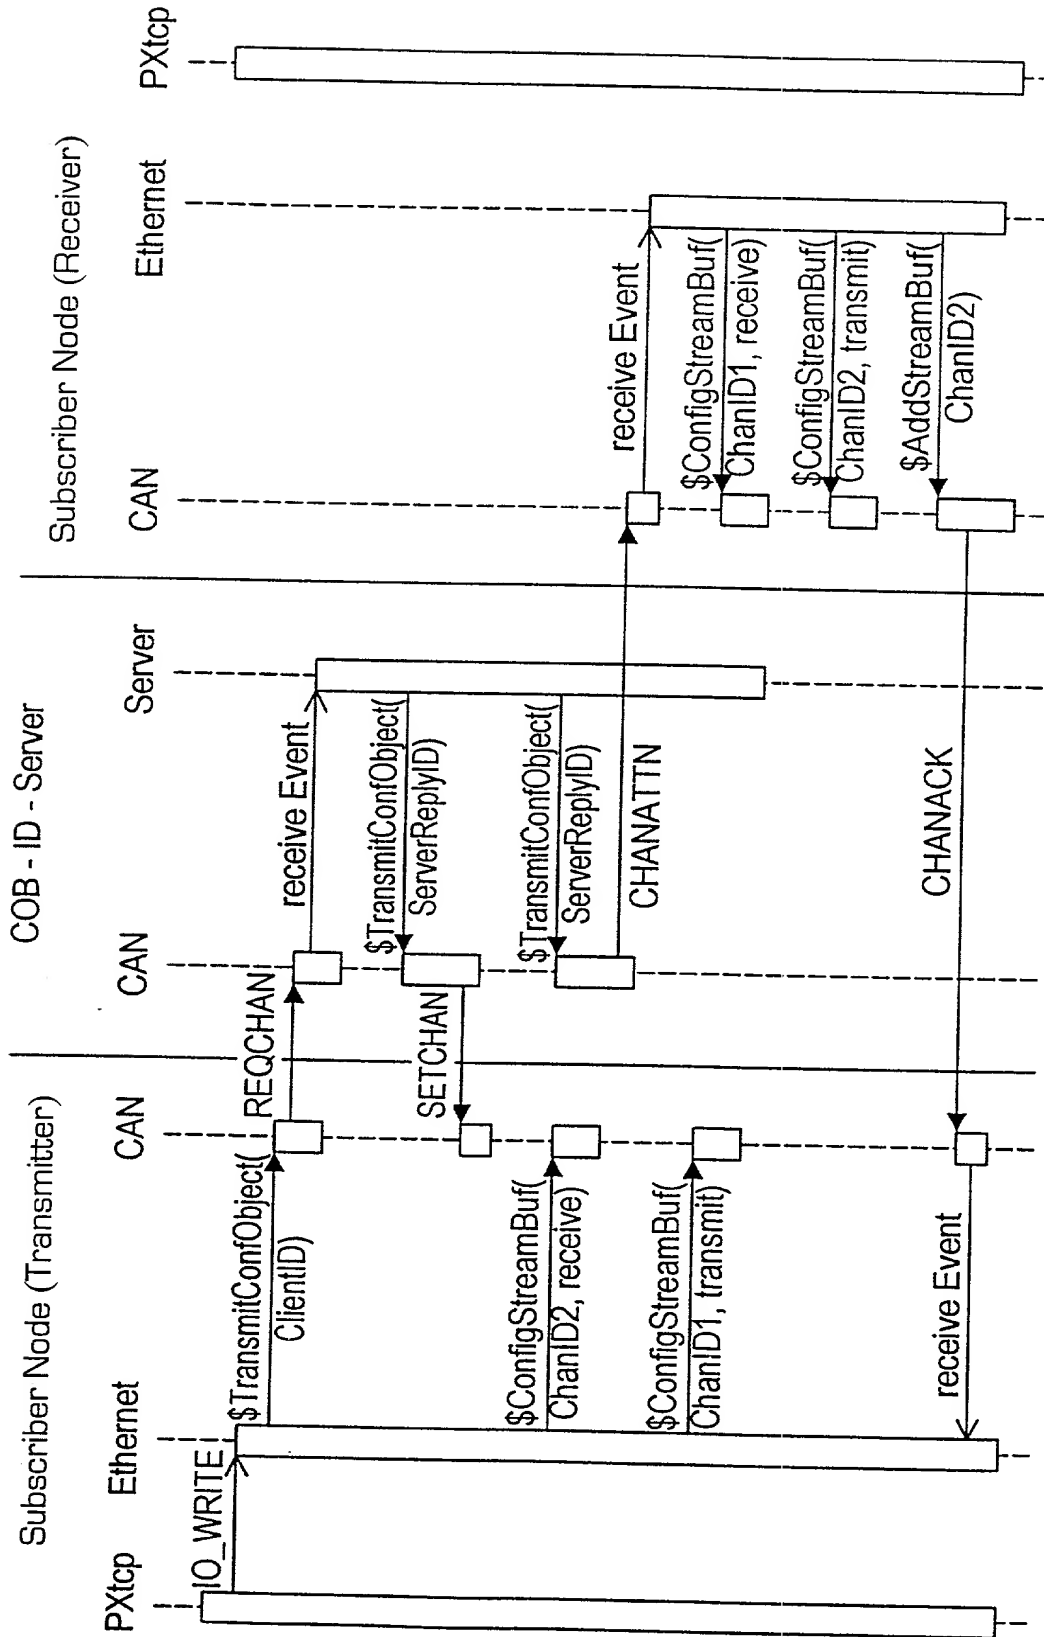 Subscriber Node (Transmitter)
COB - ID - Server
Subscriber Node (Receiver)
PXtcp
Ethernet
CAN
CAN
Server
CAN
Ethernet
PXtcp
IO_WRITE
$TransmitConfObject(
ClientID)
REQCHAN
receive Event
$TransmitConfObject(
ServerReplyID)
SETCHAN
$ConfigStreamBuf(
ChanID2, receive)
$TransmitConfObject(
ServerReplyID)
CHANATTN
receive Event
$ConfigStreamBuf(
ChanID1, transmit)
$ConfigStreamBuf(
ChanID1, receive)
$ConfigStreamBuf(
ChanID2, transmit)
$AddStreamBuf(
ChanID2)
CHANACK
receive Event